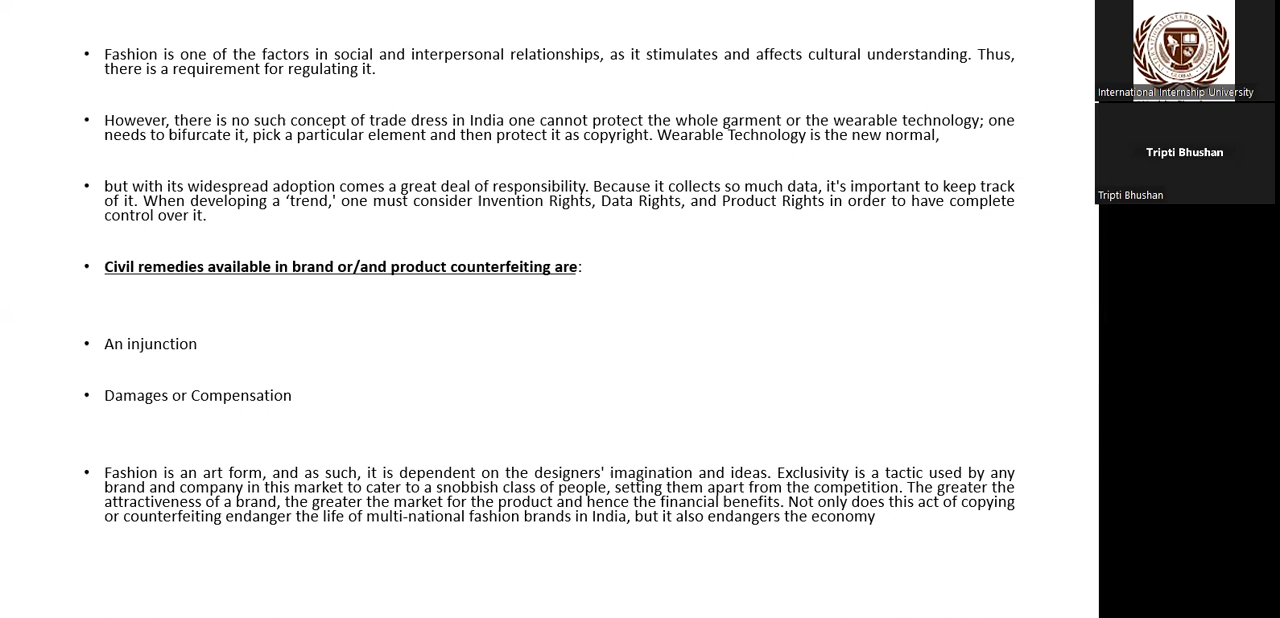 • Fashion is one of the factors in social and interpersonal relationships, as it stimulates and affects cultural understanding. Thus,
there is a requirement for regulating it.
• However, there is no such concept of trade dress in India one cannot protect the whole garment or the wearable technology; one
needs to bifurcate it, pick a particular element and then protect it as copyright. Wearable Technology is the new normal,
• but with its widespread adoption comes a great deal of responsibility. Because it collects so much data, it's important to keep track
of it. When developing a ‘trend,' one must consider Invention Rights, Data Rights, and Product Rights in order to have complete
control over it.
• Civil remedies available in brand or/and product counterfeiting are:
• An injunction
• Damages or Compensation
• Fashion is an art form, and as such, it is dependent on the designers' imagination and ideas. Exclusivity is a tactic used by any
brand and company in this market to cater to a snobbish class of people, setting them apart from the competition. The greater the
attractiveness of a brand, the greater the market for the product and hence the financial benefits. Not only does this act of copying
or counterfeiting endanger the life of multi-national fashion brands in India, but it also endangers the economy
International Internship University
Tripti Bhushan
Tripti Bhushan